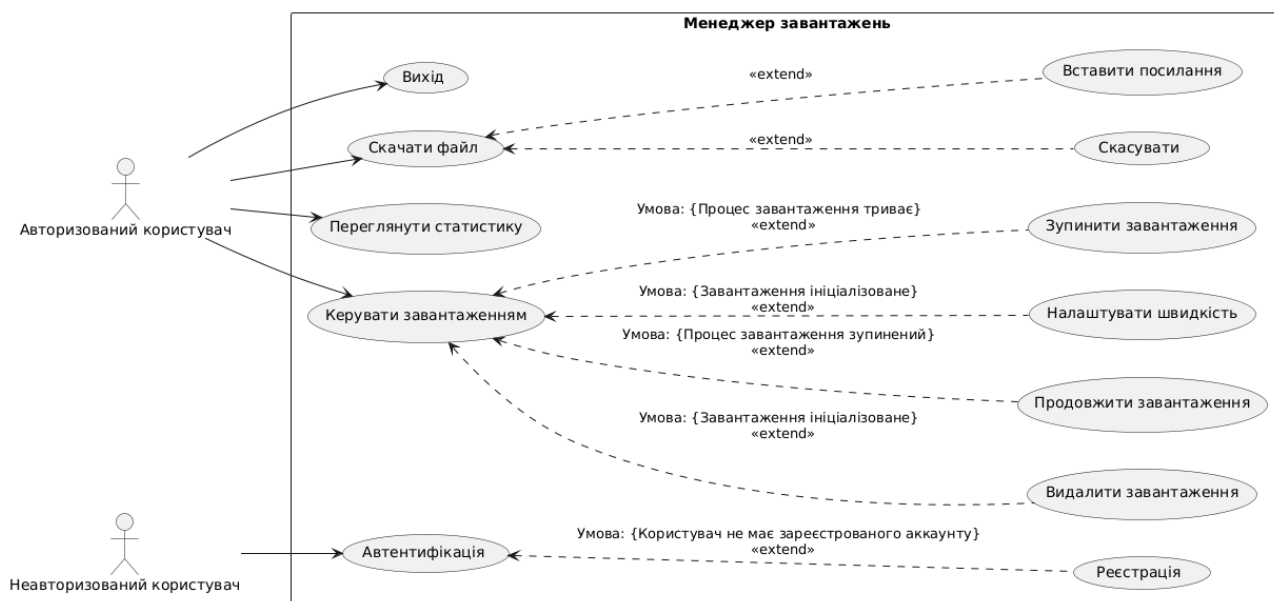 Менеджер завантажень
Вихід
«extend»
Вставити посилання
Скачати файл
«extend»
Скасувати
Авторизований користувач
Переглянути статистику
Умова: {Процес завантаження триває}
«extend»
Зупинити завантаження
Керувати завантаженням
Умова: {Завантаження ініціалізоване}
«extend»
Налаштувати швидкість
Умова: {Процес завантаження зупинений}
«extend»
Продовжити завантаження
Умова: {Завантаження ініціалізоване}
«extend»
Видалити завантаження
Неавторизований користувач
Автентифікація
Умова: {Користувач не має зареєстрованого аккаунту}
«extend»
Реєстрація